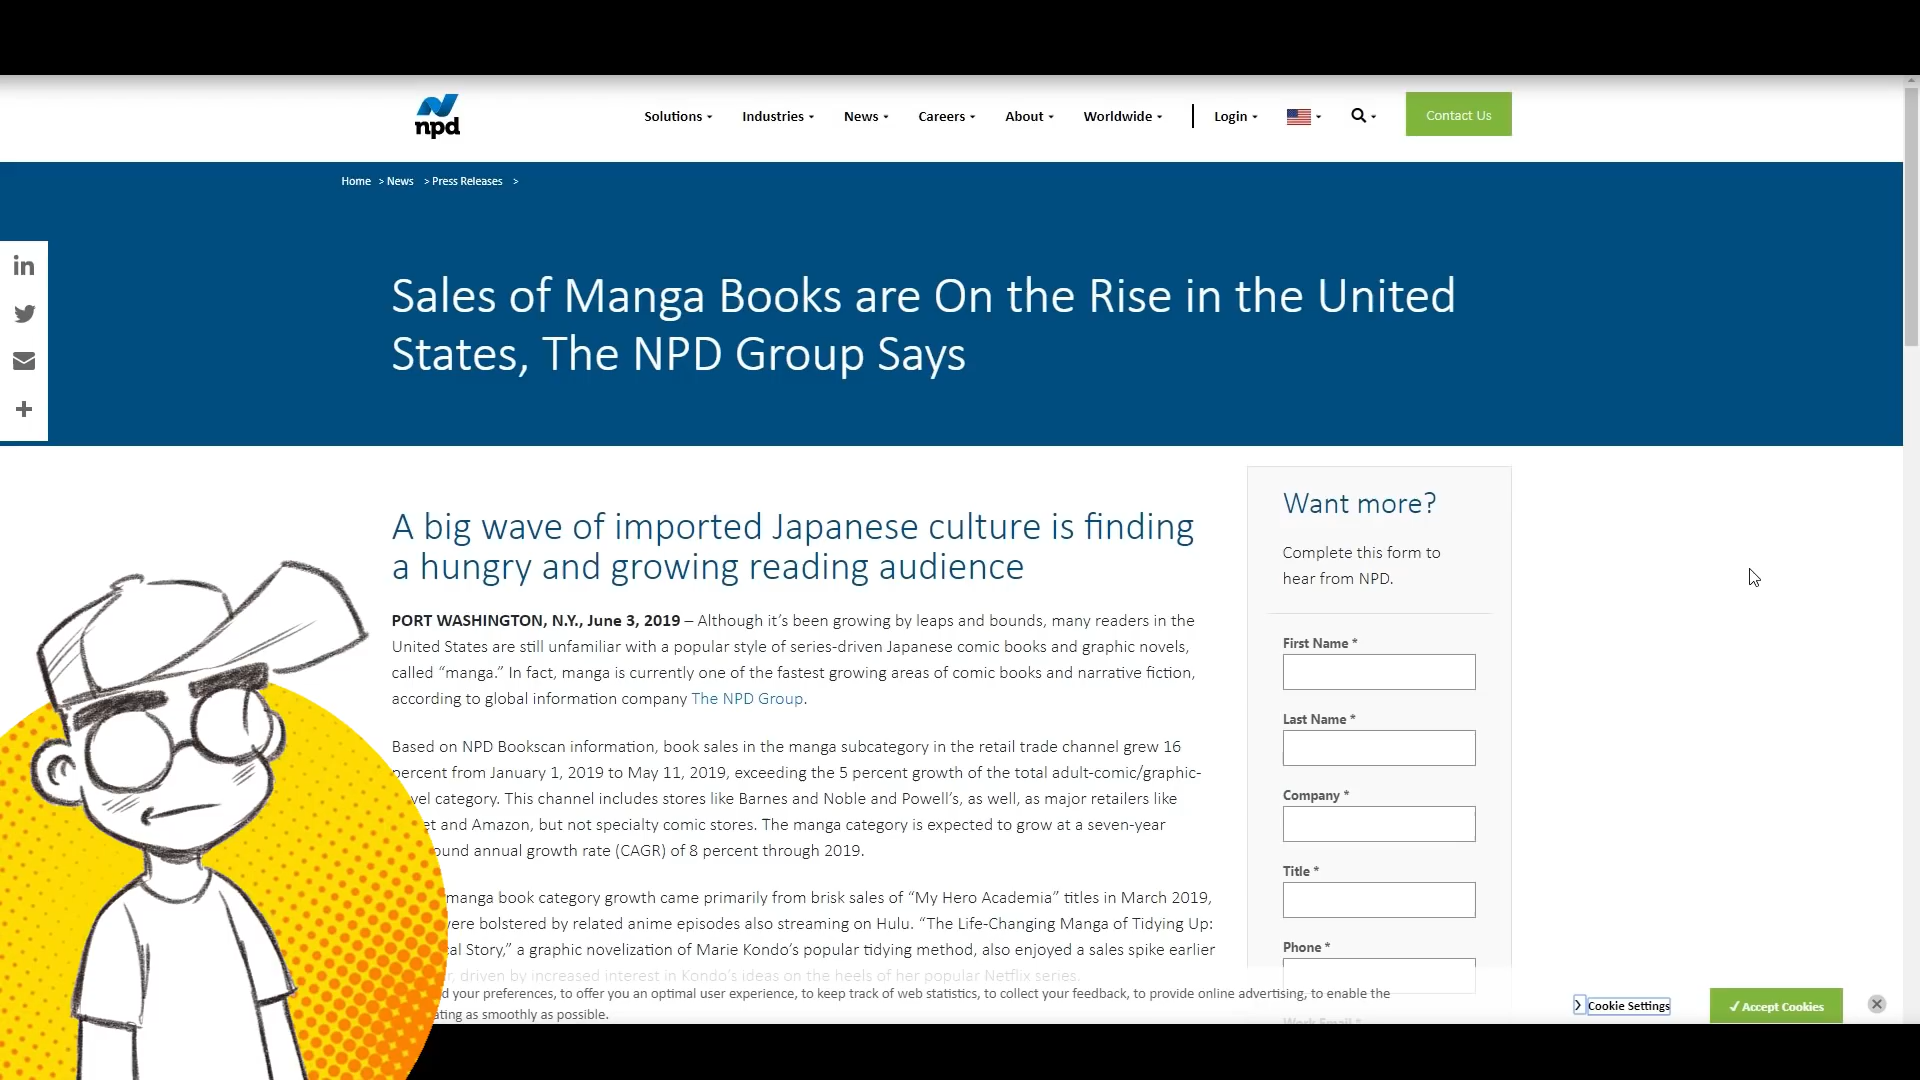 npd
Solutions
Industries
News
Careers
About
Worldwide
Login
Contact Us
Home > News > Press Releases >
Sales of Manga Books are On the Rise in the United
States, The NPD Group Says
A big wave of imported Japanese culture is finding
a hungry and growing reading audience
PORT WASHINGTON, N.Y., June 3, 2019 – Although it’s been growing by leaps and bounds, many readers in the
United States are still unfamiliar with a popular style of series-driven Japanese comic books and graphic novels,
called “manga.” In fact, manga is currently one of the fastest growing areas of comic books and narrative fiction,
according to global information company The NPD Group.
Based on NPD Bookscan information, book sales in the manga subcategory in the retail trade channel grew 16
percent from January 1, 2019 to May 11, 2019, exceeding the 5 percent growth of the total adult-comic/graphic-
vel category. This channel includes stores like Barnes and Noble and Powell’s, as well, as major retailers like
et and Amazon, but not specialty comic stores. The manga category is expected to grow at a seven-year
ound annual growth rate (CAGR) of 8 percent through 2019.
manga book category growth came primarily from brisk sales of “My Hero Academia” titles in March 2019,
were bolstered by related anime episodes also streaming on Hulu. “The Life-Changing Manga of Tidying Up:
cal Story,” a graphic novelization of Marie Kondo’s popular tidying method, also enjoyed a sales spike earlier
r, driven by increased interest in Kondo’s ideas on the heels of her popular Netflix series.
Want more?
Complete this form to
hear from NPD.
First Name *
Last Name *
Company *
Title *
Phone *
Work Email *
d your preferences, to offer you an optimal user experience, to keep track of web statistics, to collect your feedback, to provide online advertising, to enable the
ating as smoothly as possible.
Cookie Settings
✓ Accept Cookies